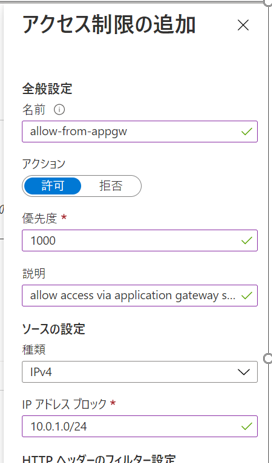 アクセス制限の追加
全般設定
名前
allow-from-appgw
アクション
許可 拒否
優先度 *
1000
説明
allow access via application gateway s...
ソースの設定
種類
IPv4
IP アドレス ブロック *
10.0.1.0/24
HTTP ヘッダーのフィルター設定